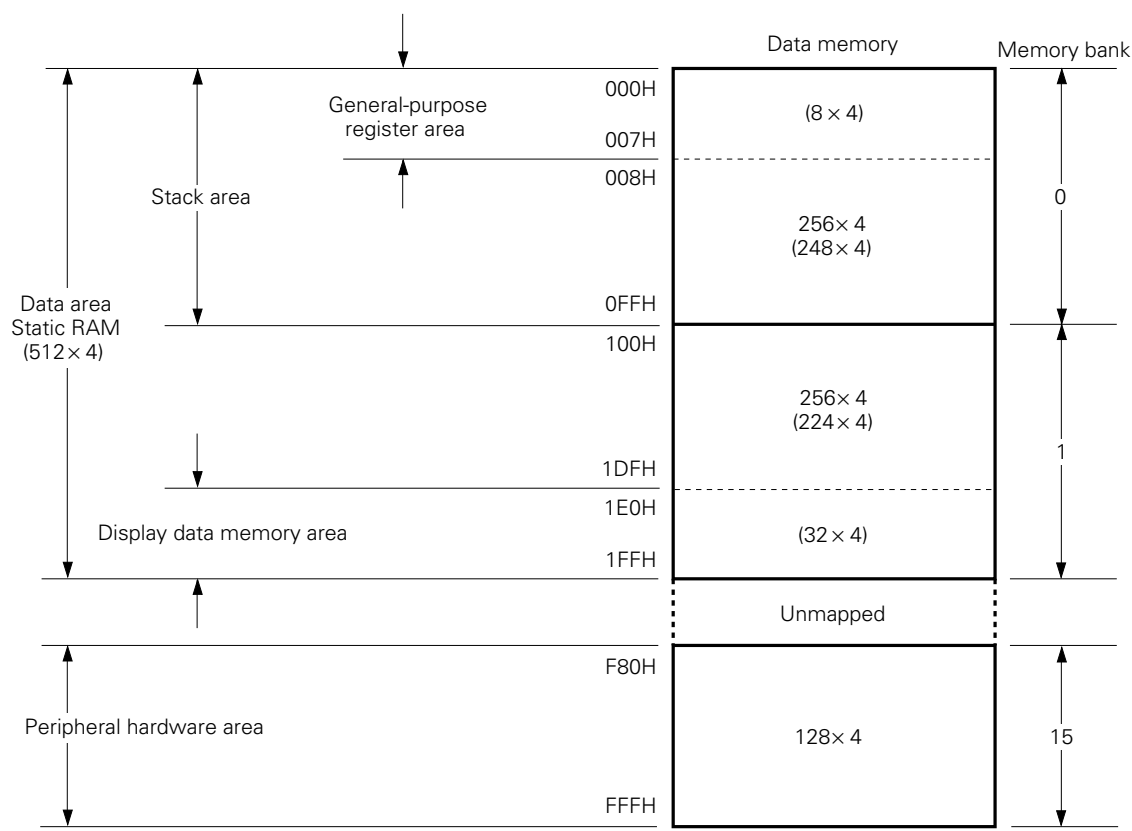 Data memory
Memory bank
000H
General-purpose
register area
(8 × 4)
007H
008H
Stack area
0
256× 4
(248× 4)
Data area
Static RAM
(512× 4)
0FFH
100H
256× 4
(224× 4)
1
1DFH
1E0H
Display data memory area
(32 × 4)
1FFH
Unmapped
F80H
Peripheral hardware area
128× 4
15
FFFH